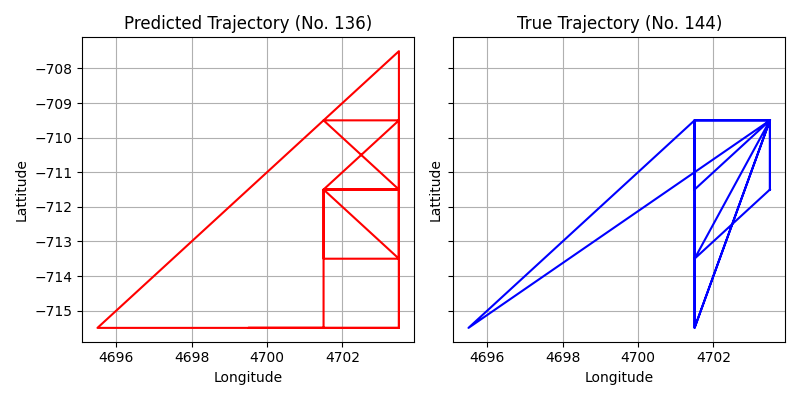 Predicted Trajectory (No. 136)
True Trajectory (No. 144)
Lattitude
−708
−709
−710
−711
−712
−713
−714
−715
4696
4698
4700
4702
Longitude
Lattitude
4696
4698
4700
4702
Longitude